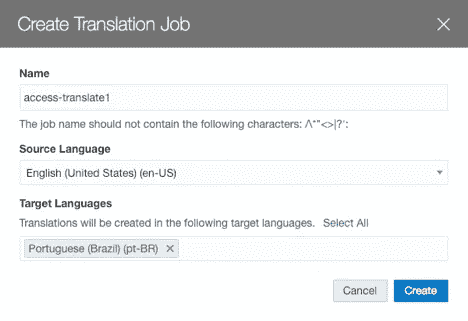 Create Translation Job
Name
access-translate1
The job name should not contain the following characters: /\*"<>|?':
Source Language
English (United States) (en-US)
Target Languages
Translations will be created in the following target languages. Select All
Portuguese (Brazil) (pt-BR)
Cancel Create